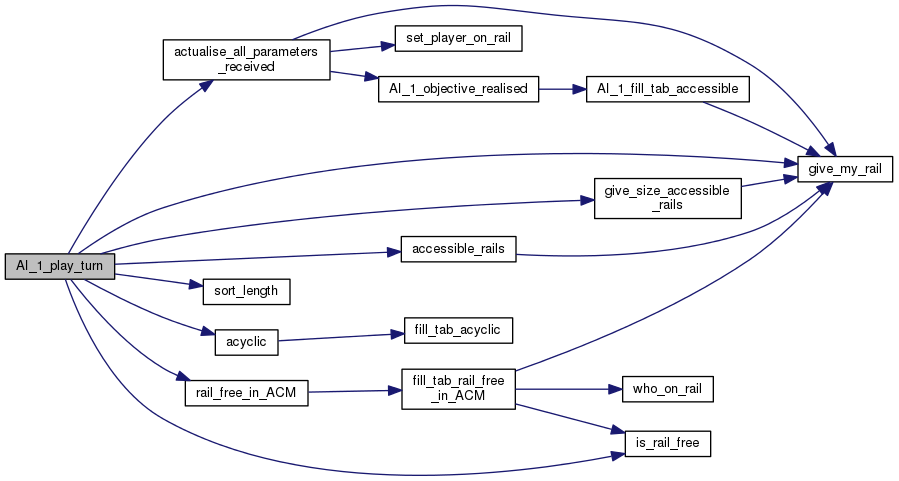 actualise_all_parameters
_received
set_player_on_rail
AI_1_objective_realised
AI_1_fill_tab_accessible
give_my_rail
give_size_accessible
_rails
accessible_rails
AI_1_play_turn
sort_length
acyclic
fill_tab_acyclic
rail_free_in_ACM
fill_tab_rail_free
_in_ACM
who_on_rail
is_rail_free